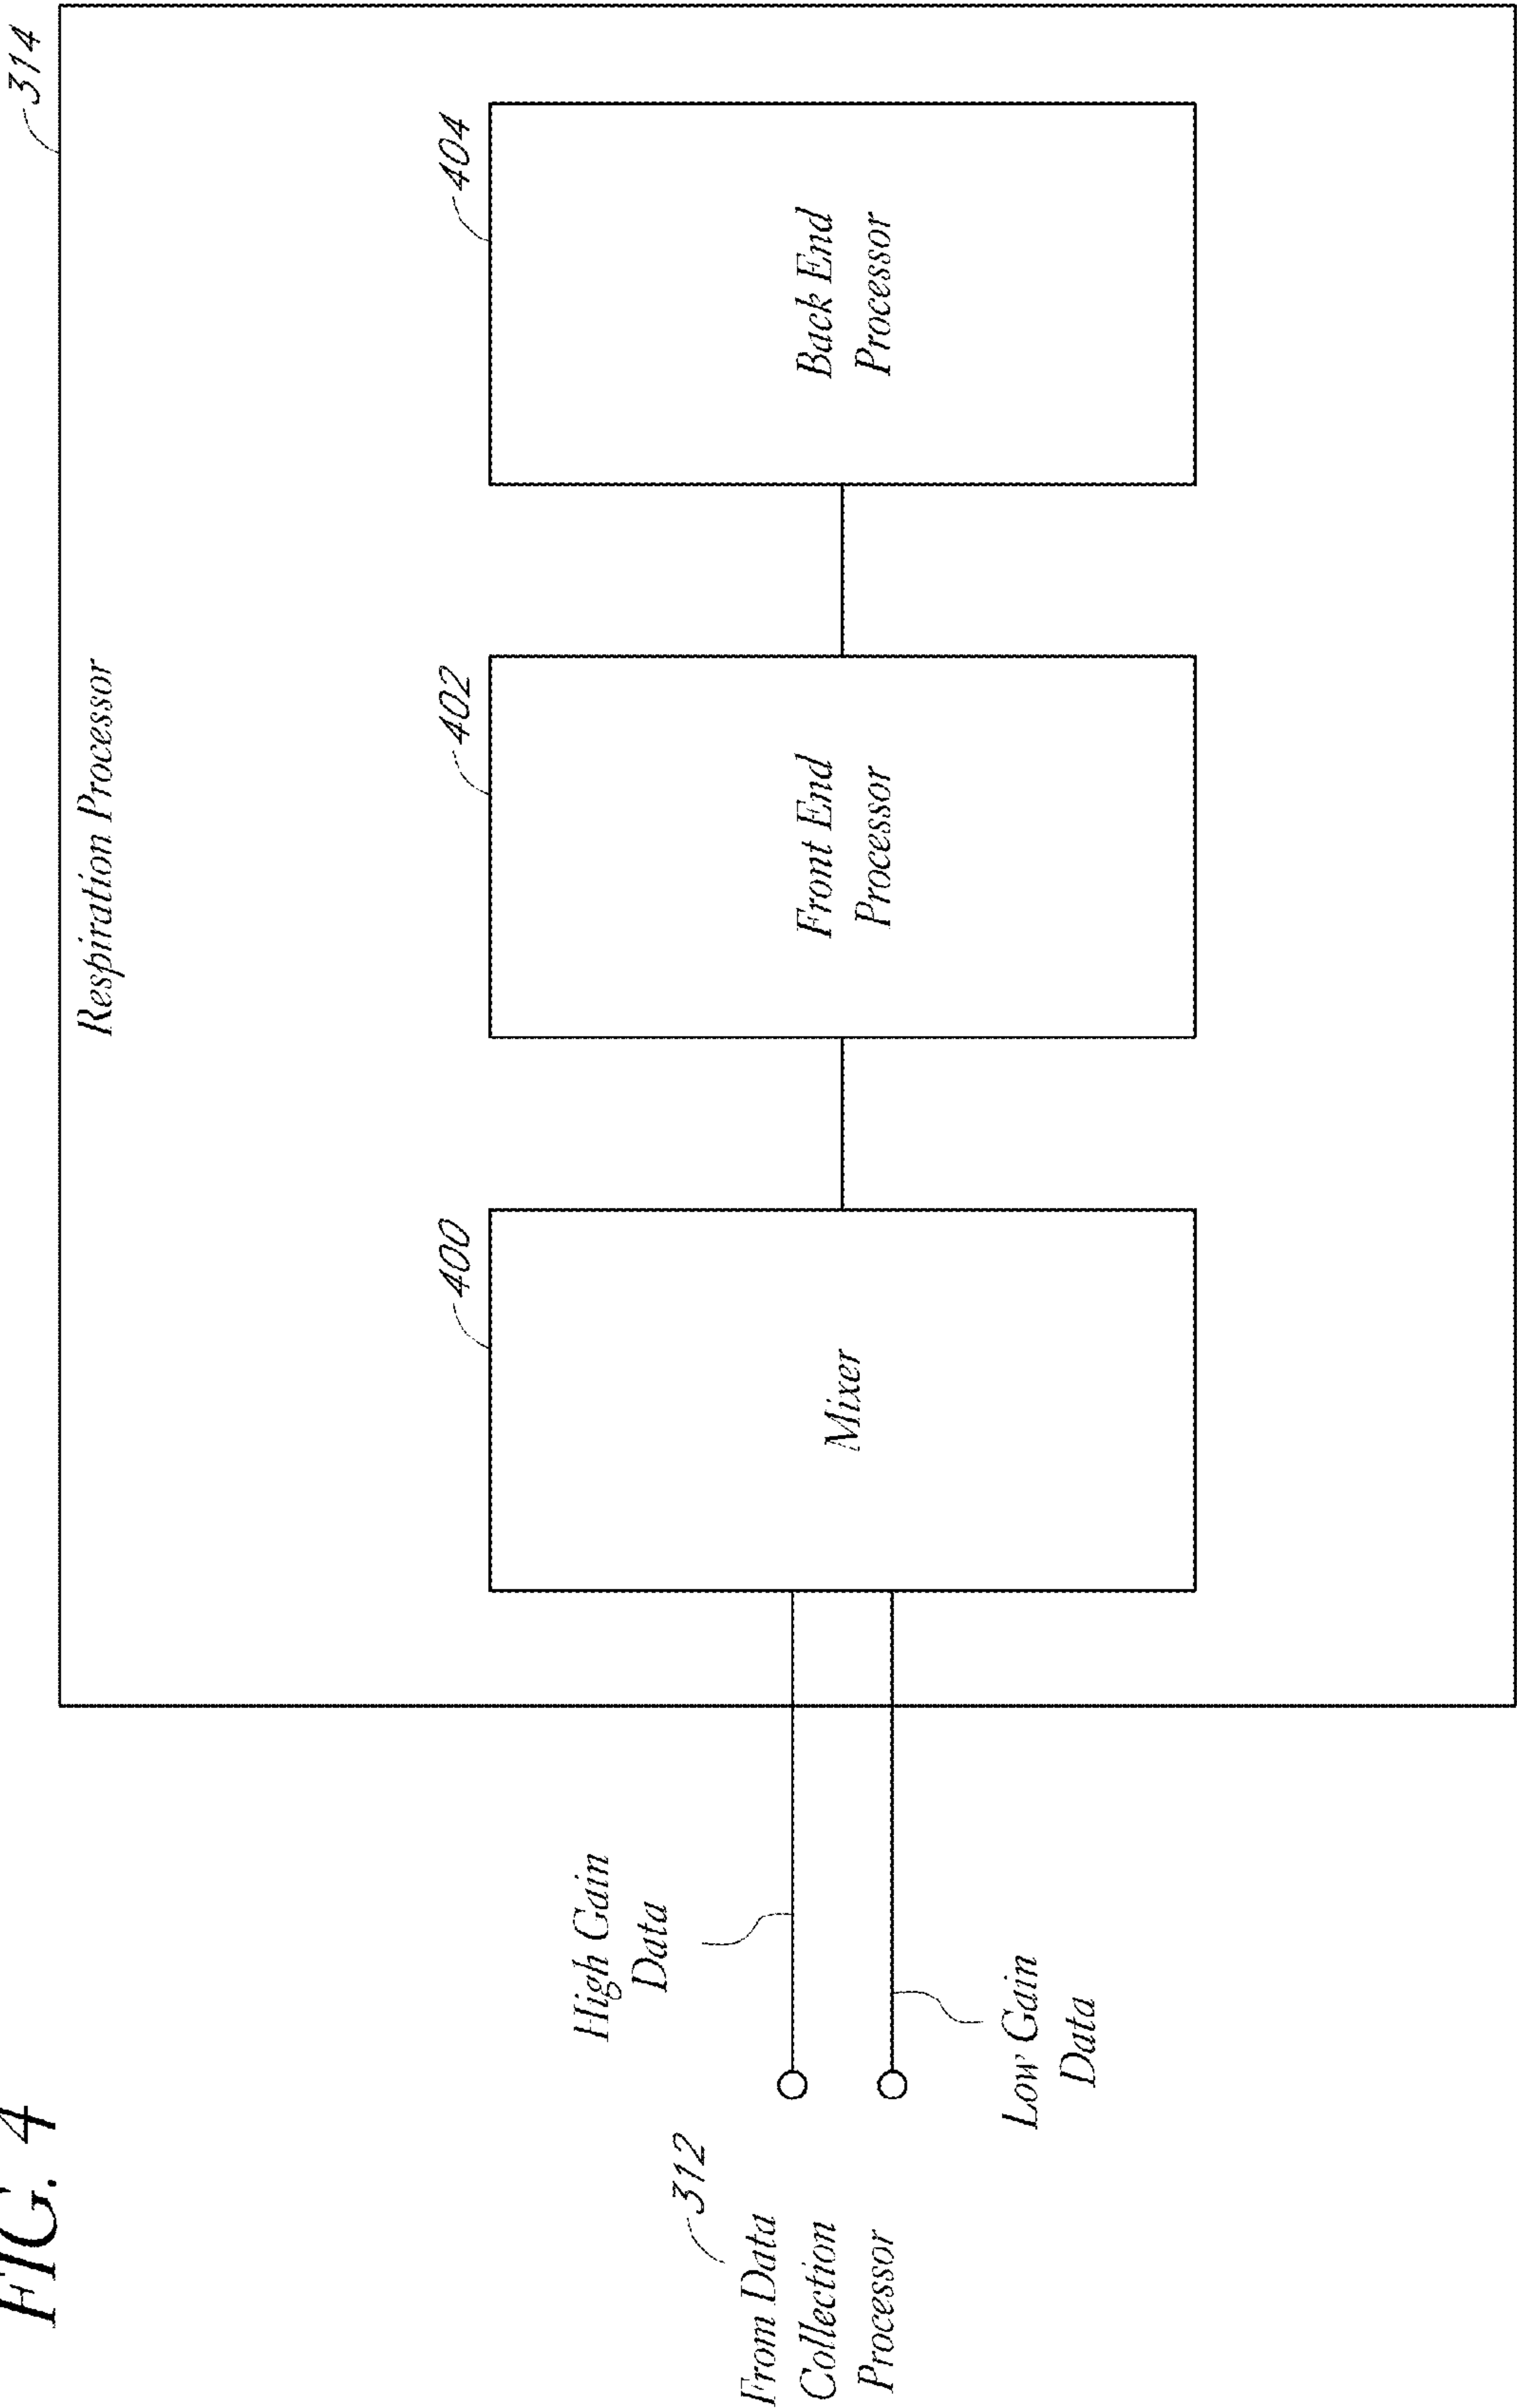 FIG. 4
314
Respiration Processor
400
402
404
Mixer
Front End
Processor
Back End
Processor
High Gain
Data
312
From Data
Collection
Processor
Low Gain
Data